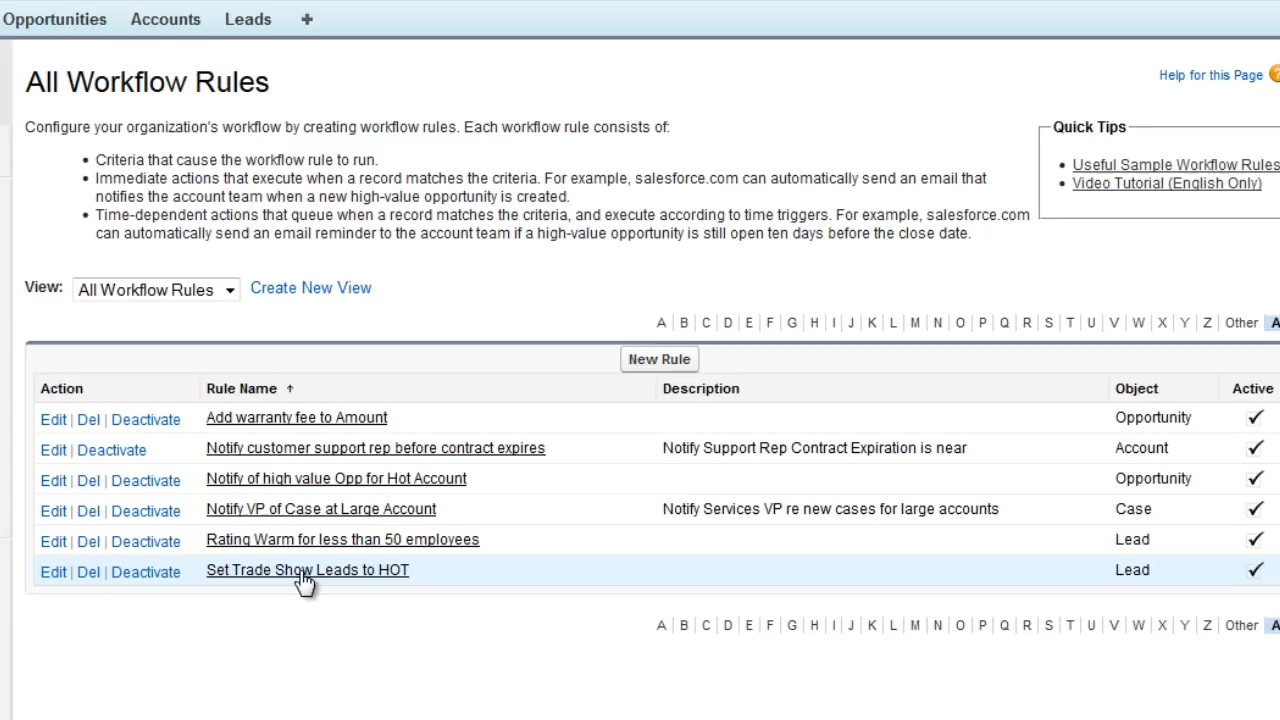 Opportunities Accounts Leads +
All Workflow Rules
Help for this Page ?
Configure your organization's workflow by creating workflow rules. Each workflow rule consists of:
Quick Tips
• Criteria that cause the workflow rule to run.
• Immediate actions that execute when a record matches the criteria. For example, salesforce.com can automatically send an email that
notifies the account team when a new high-value opportunity is created.
• Time-dependent actions that queue when a record matches the criteria, and execute according to time triggers. For example, salesforce.com
can automatically send an email reminder to the account team if a high-value opportunity is still open ten days before the close date.
• Useful Sample Workflow Rules
• Video Tutorial (English Only)
View: All Workflow Rules Create New View
A | B | C | D | E | F | G | H | I | J | K | L | M | N | O | P | Q | R | S | T | U | V | W | X | Y | Z | Other A
New Rule
Action Rule Name ↑ Description Object Active
Edit | Del | Deactivate Add warranty fee to Amount Opportunity ✓
Edit | Deactivate Notify customer support rep before contract expires Notify Support Rep Contract Expiration is near Account ✓
Edit | Del | Deactivate Notify of high value Opp for Hot Account Opportunity ✓
Edit | Del | Deactivate Notify VP of Case at Large Account Notify Services VP re new cases for large accounts Case ✓
Edit | Del | Deactivate Rating Warm for less than 50 employees Lead ✓
Edit | Del | Deactivate Set Trade Show Leads to HOT Lead ✓
A | B | C | D | E | F | G | H | I | J | K | L | M | N | O | P | Q | R | S | T | U | V | W | X | Y | Z | Other A